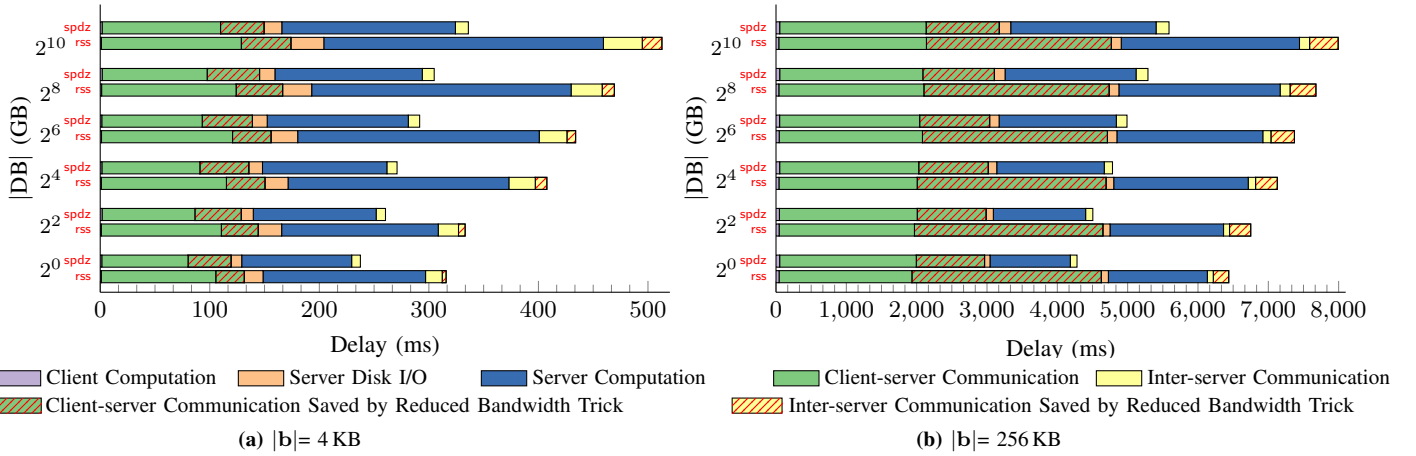 |DB| (GB)
spdz
2^10 rss
spdz
2^8 rss
spdz
2^6 rss
spdz
2^4 rss
spdz
2^2 rss
spdz
2^0 rss
0 100 200 300 400 500
Delay (ms)
|DB| (GB)
spdz
2^10 rss
spdz
2^8 rss
spdz
2^6 rss
spdz
2^4 rss
spdz
2^2 rss
spdz
2^0 rss
0 1,000 2,000 3,000 4,000 5,000 6,000 7,000 8,000
Delay (ms)
Client Computation Server Disk I/O Server Computation Client-server Communication Inter-server Communication
Client-server Communication Saved by Reduced Bandwidth Trick Inter-server Communication Saved by Reduced Bandwidth Trick
(a) |b|= 4 KB
(b) |b|= 256 KB